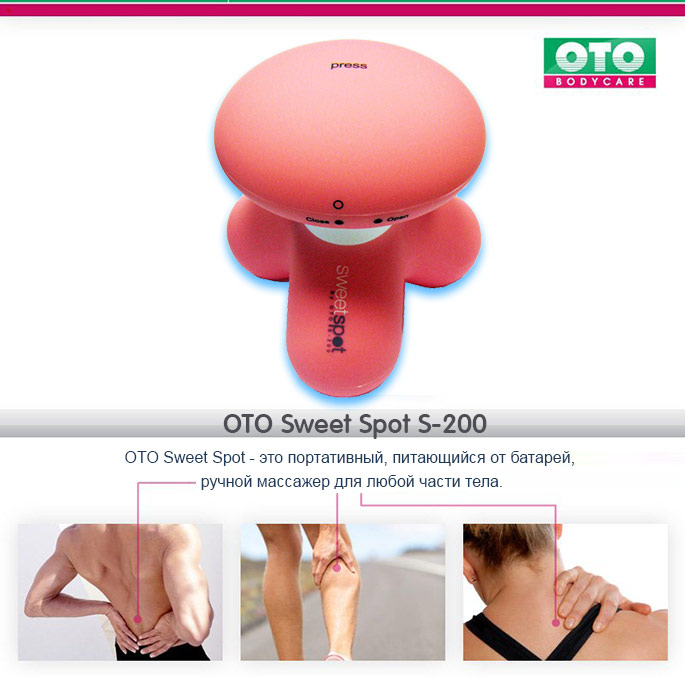 press
OTO
BODYCARE
Close
Open
sweetspot
OTO Sweet Spot S-200
OTO Sweet Spot - это портативный, питающийся от батарей,
ручной массажер для любой части тела.